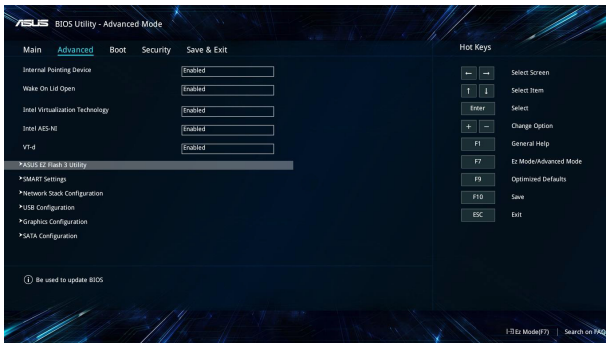 ASUS BIOS Utility - Advanced Mode
Main Advanced Boot Security Save & Exit
Internal Pointing Device Enabled
Wake On Lid Open Enabled
Intel Virtualization Technology Enabled
Intel AES-NI Enabled
VT-d Enabled
➤ASUS EZ Flash 3 Utility
➤SMART Settings
➤Network Stack Configuration
➤USB Configuration
➤Graphics Configuration
➤SATA Configuration
i Be used to update BIOS
Hot Keys
← → Select Screen
↑ ↓ Select Item
Enter Select
+ − Change Option
F1 General Help
F7 Ez Mode/Advanced Mode
F9 Optimized Defaults
F10 Save
ESC Exit
Ez Mode(F7) | Search on FAQ